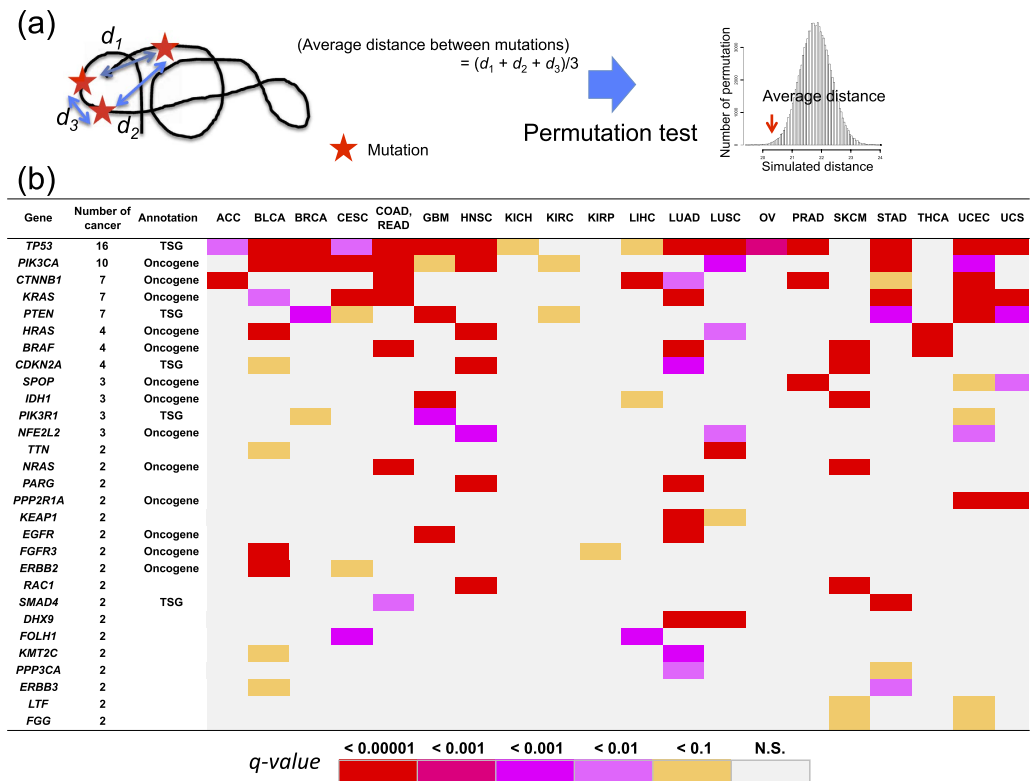 (a)
d1
d2
d3
(Average distance between mutations)
= (d1 + d2 + d3)/3
Mutation
Permutation test
Number of permutation
Average distance
20 21 22 23 24
Simulated distance
(b)
Gene Number of cancer Annotation ACC BLCA BRCA CESC COAD, READ GBM HNSC KICH KIRC KIRP LIHC LUAD LUSC OV PRAD SKCM STAD THCA UCEC UCS
TP53 16 TSG
PIK3CA 10 Oncogene
CTNNB1 7 Oncogene
KRAS 7 Oncogene
PTEN 7 TSG
HRAS 4 Oncogene
BRAF 4 Oncogene
CDKN2A 4 TSG
SPOP 3 Oncogene
IDH1 3 Oncogene
PIK3R1 3 TSG
NFE2L2 3 Oncogene
TTN 2
NRAS 2 Oncogene
PARG 2
PPP2R1A 2 Oncogene
KEAP1 2
EGFR 2 Oncogene
FGFR3 2 Oncogene
ERBB2 2 Oncogene
RAC1 2
SMAD4 2 TSG
DHX9 2
FOLH1 2
KMT2C 2
PPP3CA 2
ERBB3 2
LTF 2
FGG 2
q-value < 0.00001 < 0.001 < 0.001 < 0.01 < 0.1 N.S.